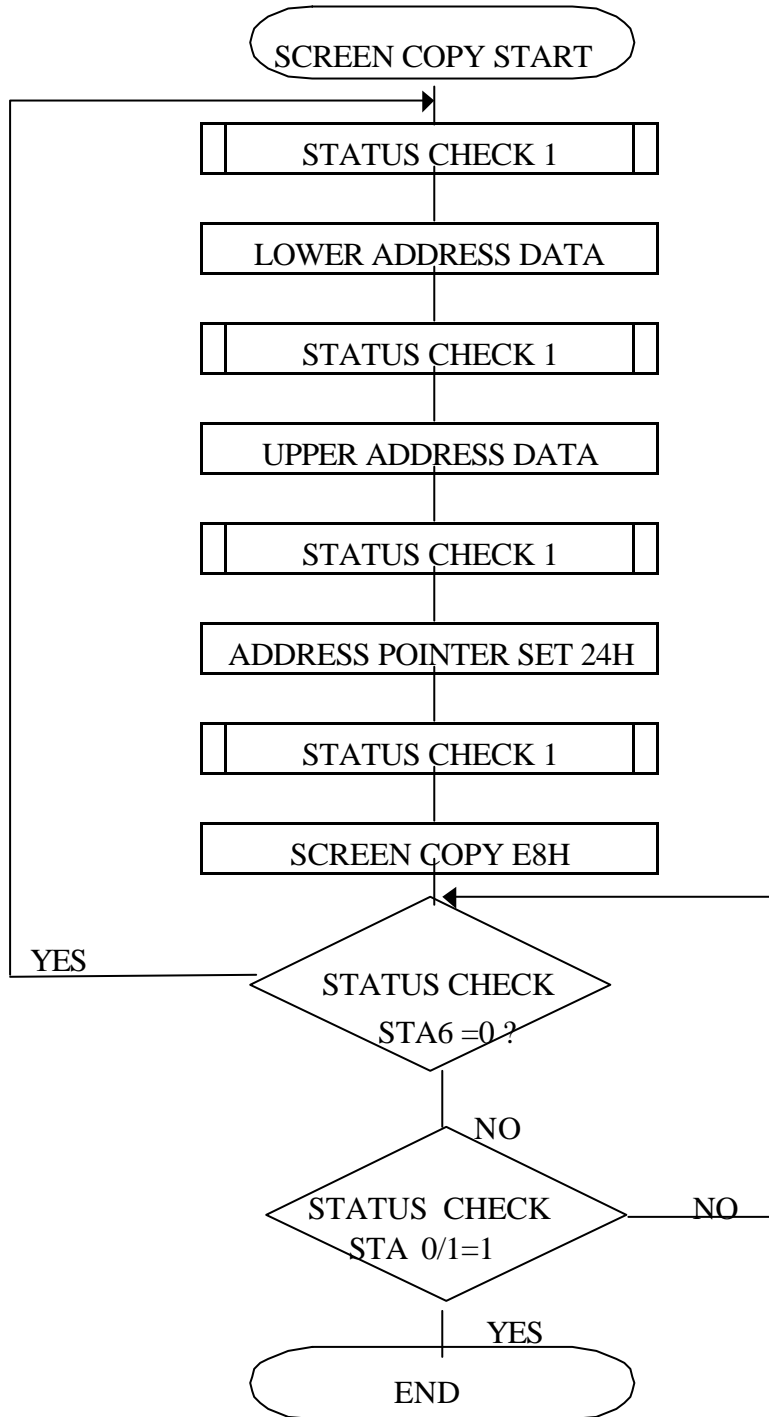 SCREEN COPY START
STATUS CHECK 1
LOWER ADDRESS DATA
STATUS CHECK 1
UPPER ADDRESS DATA
STATUS CHECK 1
ADDRESS POINTER SET 24H
STATUS CHECK 1
SCREEN COPY E8H
YES
STATUS CHECK
STA6 =0 ?
NO
STATUS CHECK
STA 0/1=1
NO
YES
END